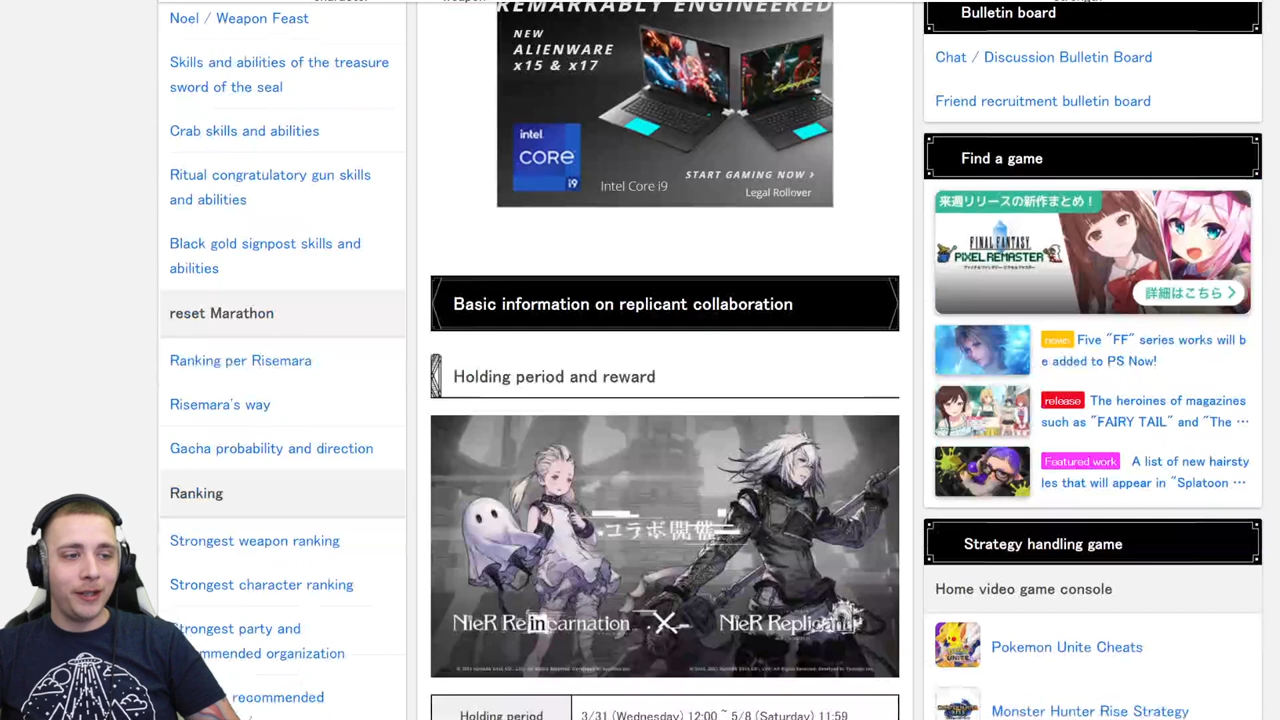 Noel / Weapon Feast
Skills and abilities of the treasure
sword of the seal
Crab skills and abilities
Ritual congratulatory gun skills
and abilities
Black gold signpost skills and
abilities
reset Marathon
Ranking per Risemara
Risemara's way
Gacha probability and direction
Ranking
Strongest weapon ranking
Strongest character ranking
Strongest party and
mmended organization
recommended
REMARKABLY ENGINEERED
NEW
ALIENWARE
x15 & x17
intel
CORE
i9
START GAMING NOW >
Intel Core i9
Legal Rollover
Basic information on replicant collaboration
Holding period and reward
コラボ開催
NieR Reincarnation
NieR Replicant
Holding period
3/31 (Wednesday) 12:00 ~ 5/8 (Saturday) 11:59
Bulletin board
Chat / Discussion Bulletin Board
Friend recruitment bulletin board
Find a game
来週リリースの新作まとめ！
FINAL FANTASY
PIXEL REMASTER
詳細はこちら
news Five "FF" series works will b
e added to PS Now!
release The heroines of magazines
such as "FAIRY TAIL" and "The …
Featured work A list of new hairsty
les that will appear in "Splatoon …
Strategy handling game
Home video game console
Pokemon Unite Cheats
Monster Hunter Rise Strategy